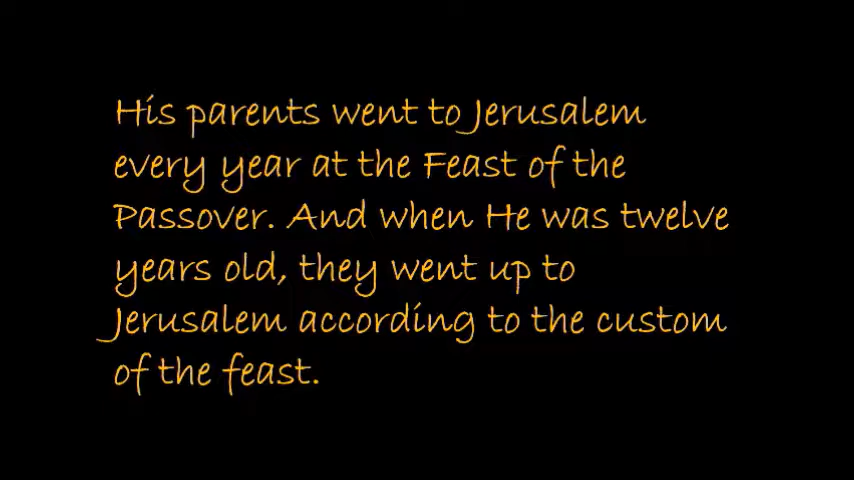 His parents went to Jerusalem
every year at the Feast of the
Passover. And when He was twelve
years old, they went up to
Jerusalem according to the custom
of the feast.